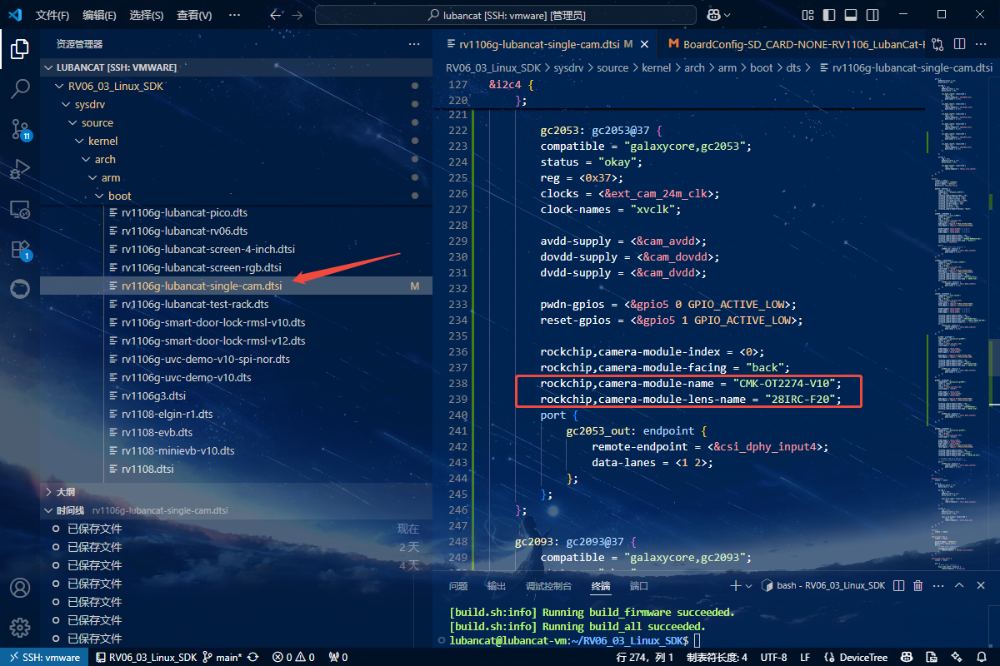 文件(F) 编辑(E) 选择(S) 查看(V) ··· lubancat [SSH: vmware] [管理员]
资源管理器 ···
LUBANCAT [SSH: VMWARE]
RV06_03_Linux_SDK
sysdrv
source
kernel
arch
arm
boot
rv1106g-lubancat-pico.dts
rv1106g-lubancat-rv06.dts
rv1106g-lubancat-screen-4-inch.dtsi
rv1106g-lubancat-screen-rgb.dtsi
rv1106g-lubancat-single-cam.dtsi M
rv1106g-lubancat-test-rack.dts
rv1106g-smart-door-lock-rmsl-v10.dts
rv1106g-smart-door-lock-rmsl-v12.dts
rv1106g-uvc-demo-v10-spi-nor.dts
rv1106g-uvc-demo-v10.dts
rv1106g3.dtsi
rv1108-elgin-r1.dts
rv1108-evb.dts
rv1108-minievb-v10.dts
rv1108.dtsi
大纲
时间线 rv1106g-lubancat-single-cam.dtsi
已保存文件 现在
已保存文件 2 天
已保存文件 4 天
已保存文件
已保存文件
已保存文件
已保存文件
11
1
rv1106g-lubancat-single-cam.dtsi M BoardConfig-SD_CARD-NONE-RV1106_LubanCat-F ···
RV06_03_Linux_SDK > sysdrv > source > kernel > arch > arm > boot > dts > rv1106g-lubancat-single-cam.dtsi
127 &i2c4 {
220 };
221
222 gc2053: gc2053@37 {
223 compatible = "galaxycore,gc2053";
224 status = "okay";
225 reg = <0x37>;
226 clocks = <&ext_cam_24m_clk>;
227 clock-names = "xvclk";
228
229 avdd-supply = <&cam_avdd>;
230 dovdd-supply = <&cam_dovdd>;
231 dvdd-supply = <&cam_dvdd>;
232
233 pwdn-gpios = <&gpio5 0 GPIO_ACTIVE_LOW>;
234 reset-gpios = <&gpio5 1 GPIO_ACTIVE_LOW>;
235
236 rockchip,camera-module-index = <0>;
237 rockchip,camera-module-facing = "back";
238 rockchip,camera-module-name = "CMK-OT2274-V10";
239 rockchip,camera-module-lens-name = "28IRC-F20";
240 port {
241 gc2053_out: endpoint {
242 remote-endpoint = <&csi_dphy_input4>;
243 data-lanes = <1 2>;
244 };
245 };
246 };
247
248 gc2093: gc2093@37 {
249 compatible = "galaxycore,gc2093";
问题 输出 调试控制台 终端 端口 bash - RV06_03_Linux_SDK ···
[build.sh:info] Running build_firmware succeeded.
[build.sh:info] Running build_all succeeded.
lubancat@lubancat-vm:~/RV06_03_Linux_SDK$
SSH: vmware RV06_03_Linux_SDK main* 0 0 0 行 274，列 1 制表符长度: 4 UTF-8 LF DeviceTree